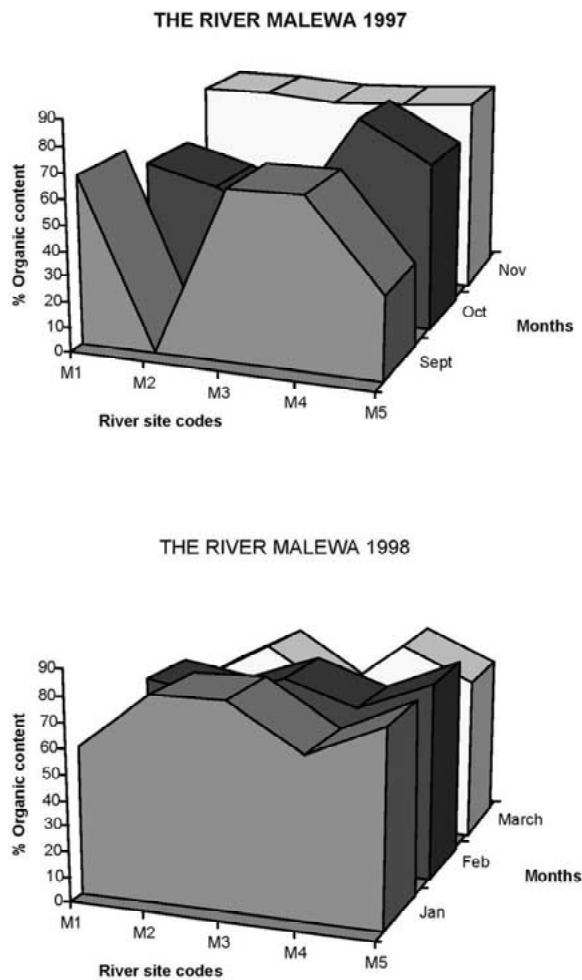 THE RIVER MALEWA 1997
90
80
70
60
50
40
30
20
10
0
% Organic content
M1
M2
M3
M4
M5
River site codes
Sept
Oct
Nov
Months
THE RIVER MALEWA 1998
90
80
70
60
50
40
30
20
10
0
% Organic content
M1
M2
M3
M4
M5
River site codes
Jan
Feb
March
Months